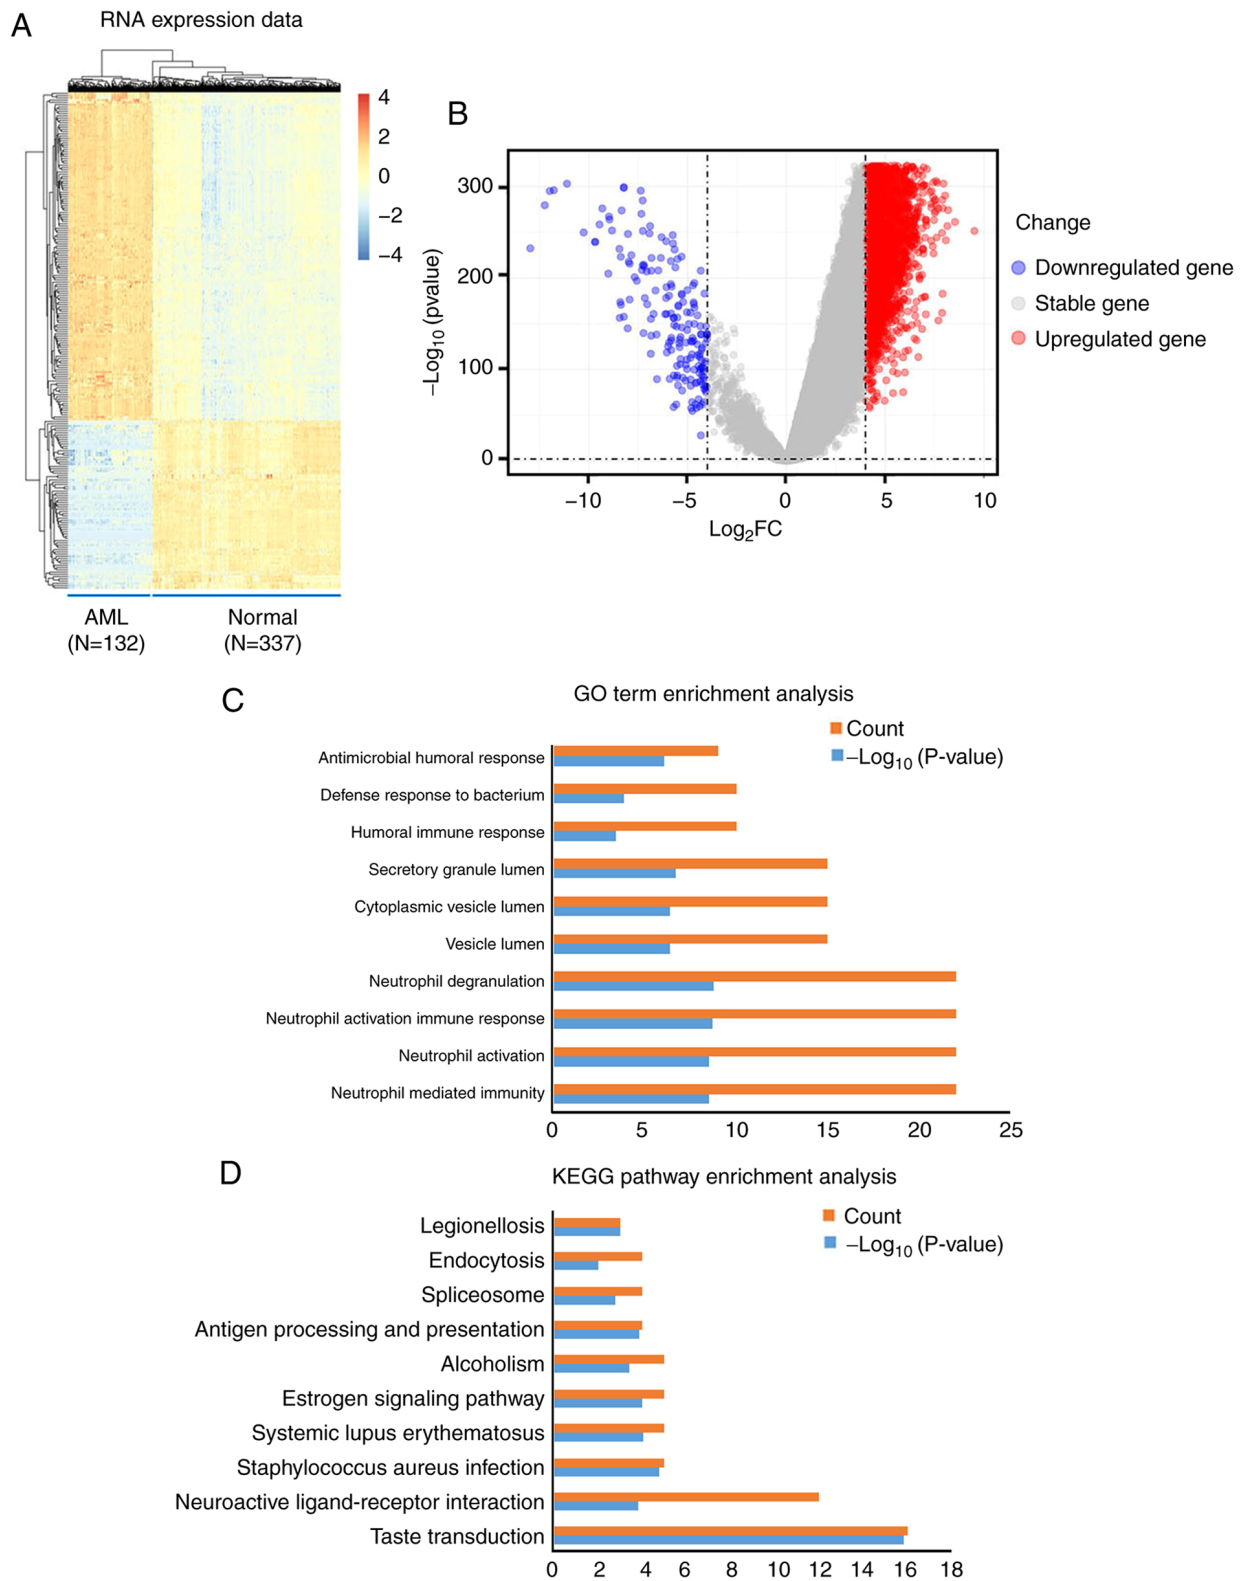 A
RNA expression data
4
2
0
−2
−4
AML
(N=132)
Normal
(N=337)
B
300
200
100
0
−Log10 (pvalue)
−10
−5
0
5
10
Log2FC
Change
Downregulated gene
Stable gene
Upregulated gene
C
GO term enrichment analysis
Count
−Log10 (P-value)
Antimicrobial humoral response
Defense response to bacterium
Humoral immune response
Secretory granule lumen
Cytoplasmic vesicle lumen
Vesicle lumen
Neutrophil degranulation
Neutrophil activation immune response
Neutrophil activation
Neutrophil mediated immunity
0 5 10 15 20 25
D
KEGG pathway enrichment analysis
Count
−Log10 (P-value)
Legionellosis
Endocytosis
Spliceosome
Antigen processing and presentation
Alcoholism
Estrogen signaling pathway
Systemic lupus erythematosus
Staphylococcus aureus infection
Neuroactive ligand-receptor interaction
Taste transduction
0 2 4 6 8 10 12 14 16 18